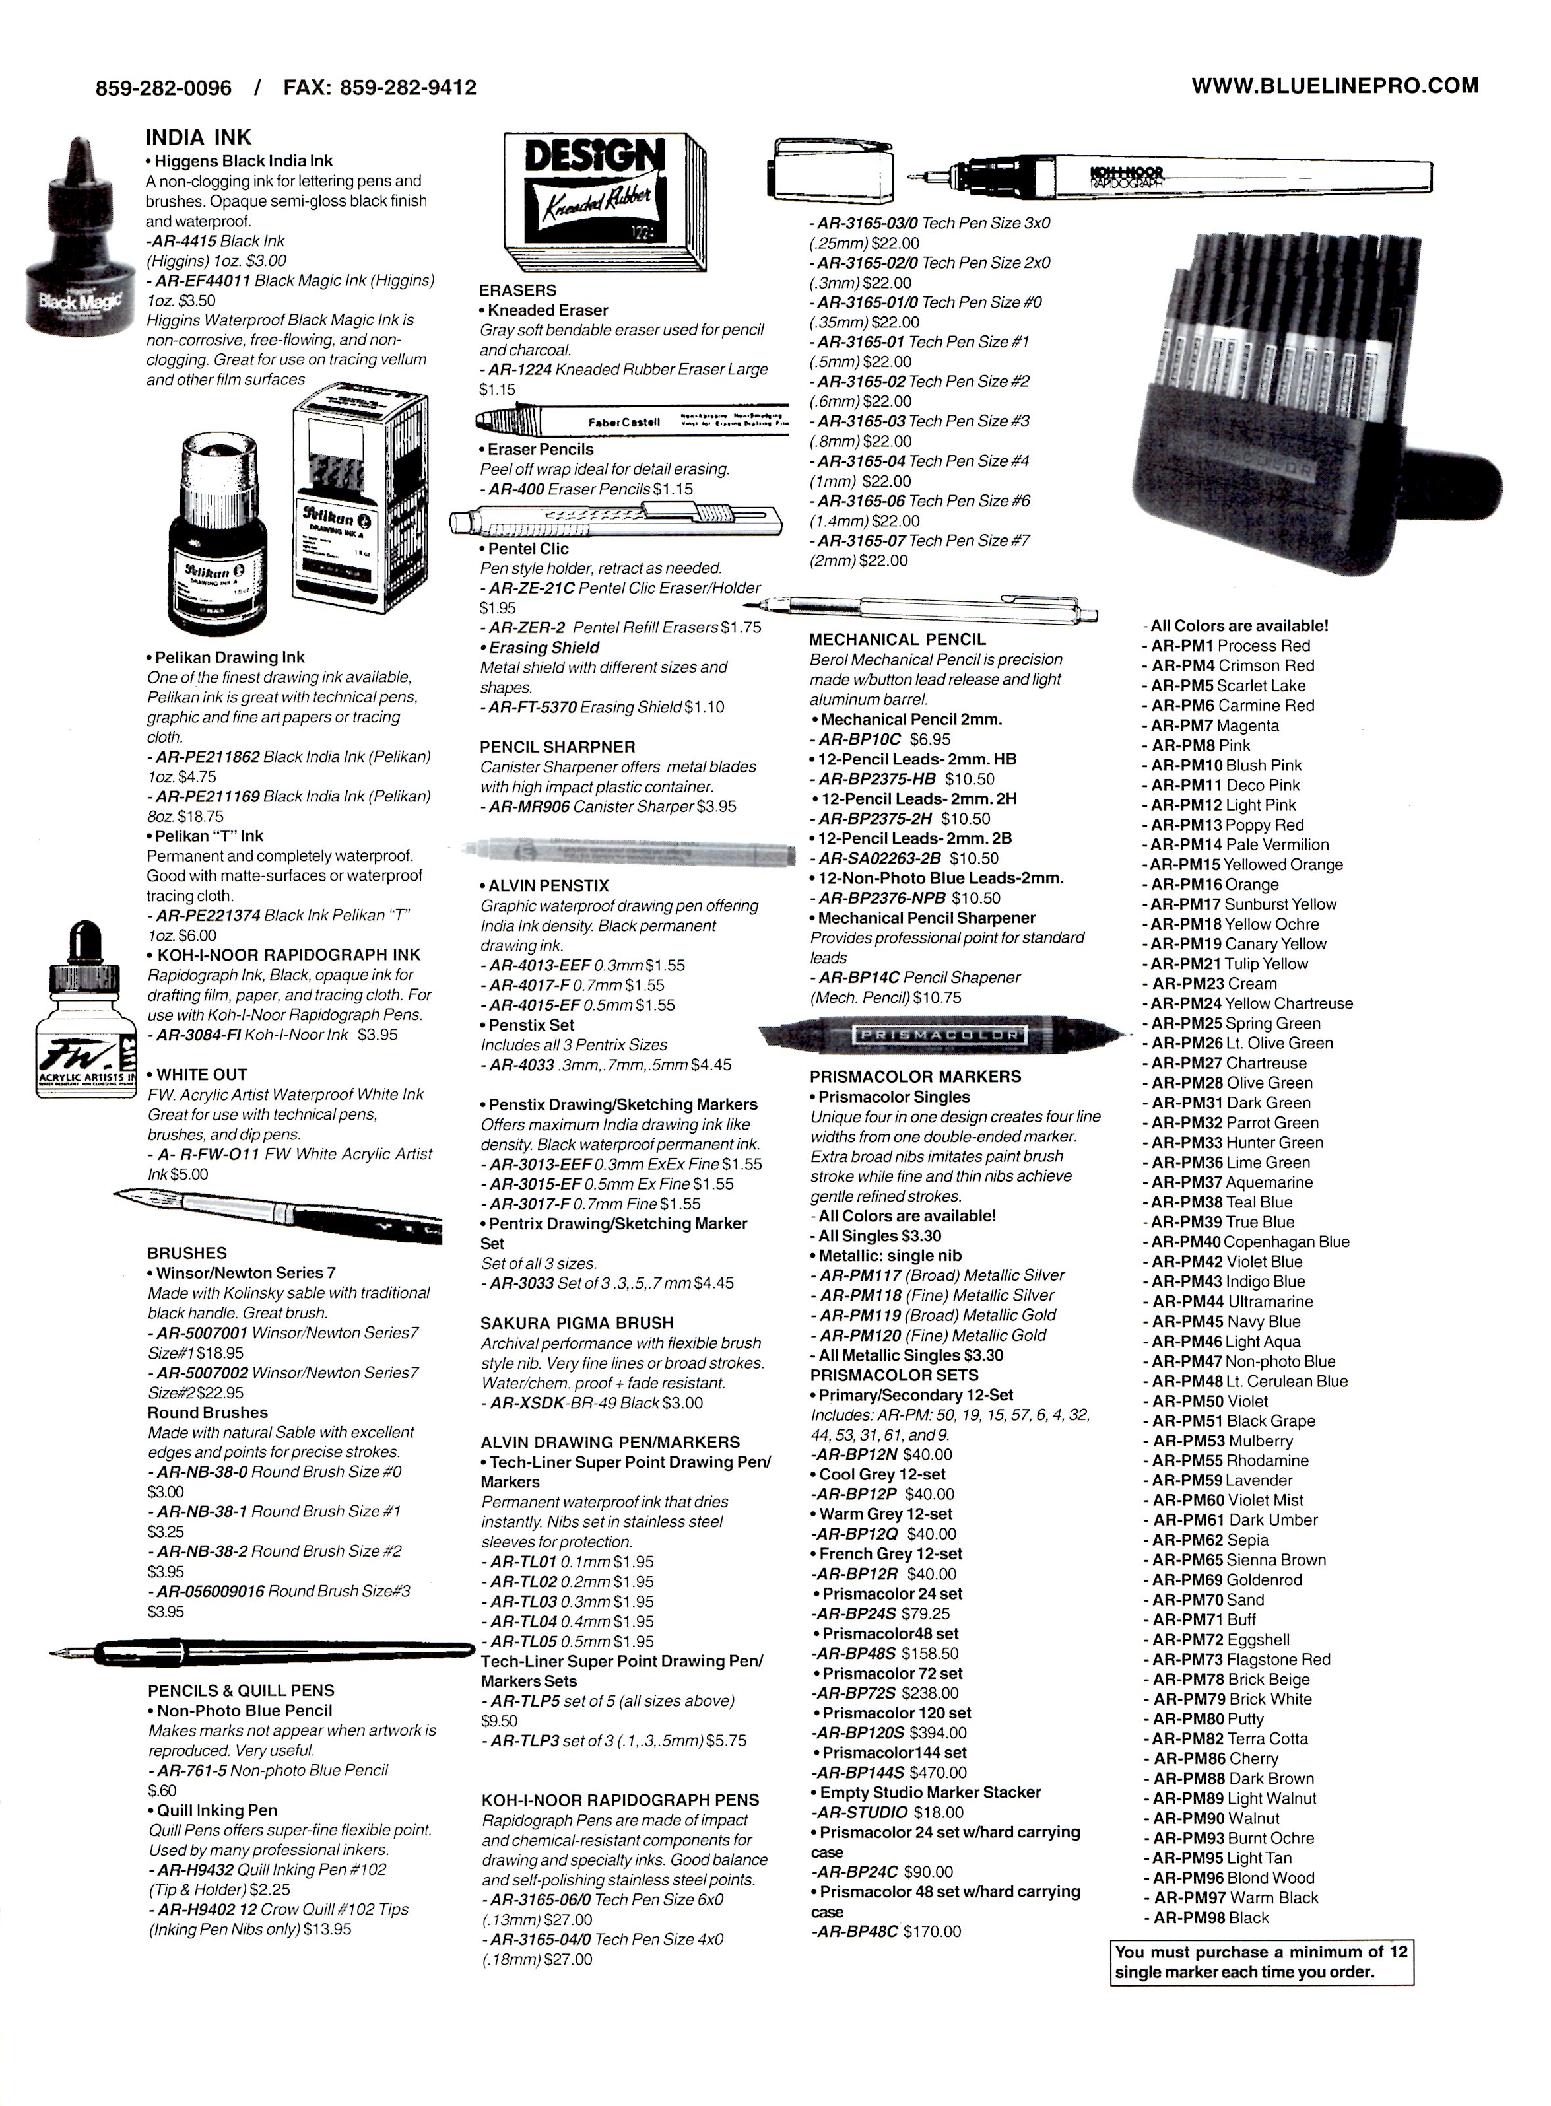 859-282-0096 / FAX: 859-282-9412
WWW.BLUELINEPRO.COM
INDIA INK
• Higgens Black India Ink
A non-clogging ink for lettering pens and
brushes. Opaque semi-gloss black finish
and waterproof.
-AR-4415 Black Ink
(Higgins) 1oz. $3.00
- AR-EF44011 Black Magic Ink (Higgins)
1oz. $3.50
Higgins Waterproof Black Magic Ink is
non-corrosive, free-flowing, and non-
clogging. Great for use on tracing vellum
and other film surfaces
Black Magic
Pelikan
DRAWING INK A
Pelikan
DRAWING INK A
• Pelikan Drawing Ink
One of the finest drawing ink available,
Pelikan ink is great with technical pens,
graphic and fine art papers or tracing
cloth.
- AR-PE211862 Black India Ink (Pelikan)
1oz. $4.75
- AR-PE211169 Black India Ink (Pelikan)
8oz. $18.75
• Pelikan "T" Ink
Permanent and completely waterproof.
Good with matte-surfaces or waterproof
tracing cloth.
- AR-PE221374 Black Ink Pelikan "T"
1oz. $6.00
• KOH-I-NOOR RAPIDOGRAPH INK
Rapidograph Ink, Black, opaque ink for
drafting film, paper, and tracing cloth. For
use with Koh-I-Noor Rapidograph Pens.
- AR-3084-FI Koh-I-Noor Ink $3.95
FW.
ACRYLIC ARTISTS IN
• WHITE OUT
FW. Acrylic Artist Waterproof White Ink
Great for use with technical pens,
brushes, and dip pens.
- A- R-FW-O11 FW White Acrylic Artist
Ink $5.00
BRUSHES
• Winsor/Newton Series 7
Made with Kolinsky sable with traditional
black handle. Great brush.
- AR-5007001 Winsor/Newton Series 7
Size#1 $18.95
- AR-5007002 Winsor/Newton Series 7
Size#2 $22.95
Round Brushes
Made with natural Sable with excellent
edges and points for precise strokes.
- AR-NB-38-0 Round Brush Size #0
$3.00
- AR-NB-38-1 Round Brush Size #1
$3.25
- AR-NB-38-2 Round Brush Size #2
$3.95
- AR-056009016 Round Brush Size#3
$3.95
PENCILS & QUILL PENS
• Non-Photo Blue Pencil
Makes marks not appear when artwork is
reproduced. Very useful.
- AR-761-5 Non-photo Blue Pencil
$.60
• Quill Inking Pen
Quill Pens offers super-fine flexible point.
Used by many professional inkers.
- AR-H9432 Quill Inking Pen #102
(Tip & Holder) $2.25
- AR-H9402 12 Crow Quill #102 Tips
(Inking Pen Nibs only) $13.95
DESIGN
Kneaded Rubber
1224
ERASERS
• Kneaded Eraser
Gray soft bendable eraser used for pencil
and charcoal.
- AR-1224 Kneaded Rubber Eraser Large
$1.15
FaberCastell
• Eraser Pencils
Peel off wrap ideal for detail erasing.
- AR-400 Eraser Pencils $1.15
• Pentel Clic
Pen style holder, retract as needed.
- AR-ZE-21C Pentel Clic Eraser/Holder
$1.95
- AR-ZER-2 Pentel Refill Erasers $1.75
• Erasing Shield
Metal shield with different sizes and
shapes.
- AR-FT-5370 Erasing Shield $1.10
PENCIL SHARPNER
Canister Sharpener offers metal blades
with high impact plastic container.
- AR-MR906 Canister Sharper $3.95
• ALVIN PENSTIX
Graphic waterproof drawing pen offering
India Ink density. Black permanent
drawing ink.
- AR-4013-EEF 0.3mm $1.55
- AR-4017-F 0.7mm $1.55
- AR-4015-EF 0.5mm $1.55
• Penstix Set
Includes all 3 Pentrix Sizes
- AR-4033 .3mm,.7mm,.5mm $4.45
• Penstix Drawing/Sketching Markers
Offers maximum India drawing ink like
density. Black waterproof permanent ink.
- AR-3013-EEF 0.3mm ExEx Fine $1.55
- AR-3015-EF 0.5mm Ex Fine $1.55
- AR-3017-F 0.7mm Fine $1.55
• Pentrix Drawing/Sketching Marker
Set
Set of all 3 sizes.
- AR-3033 Set of 3 .3,.5,.7 mm $4.45
SAKURA PIGMA BRUSH
Archival performance with flexible brush
style nib. Very fine lines or broad strokes.
Water/chem. proof + fade resistant.
- AR-XSDK-BR-49 Black $3.00
ALVIN DRAWING PEN/MARKERS
• Tech-Liner Super Point Drawing Pen/
Markers
Permanent waterproof ink that dries
instantly. Nibs set in stainless steel
sleeves for protection.
- AR-TL01 0.1mm $1.95
- AR-TL02 0.2mm $1.95
- AR-TL03 0.3mm $1.95
- AR-TL04 0.4mm $1.95
- AR-TL05 0.5mm $1.95
Tech-Liner Super Point Drawing Pen/
Markers Sets
- AR-TLP5 set of 5 (all sizes above)
$9.50
- AR-TLP3 set of 3 (.1,.3,.5mm) $5.75
KOH-I-NOOR RAPIDOGRAPH PENS
Rapidograph Pens are made of impact
and chemical-resistant components for
drawing and specialty inks. Good balance
and self-polishing stainless steel points.
- AR-3165-06/0 Tech Pen Size 6x0
(.13mm) $27.00
- AR-3165-04/0 Tech Pen Size 4x0
(.18mm) $27.00
KOH-I-NOOR
RAPIDOGRAPH
- AR-3165-03/0 Tech Pen Size 3x0
(.25mm) $22.00
- AR-3165-02/0 Tech Pen Size 2x0
(.3mm) $22.00
- AR-3165-01/0 Tech Pen Size #0
(.35mm) $22.00
- AR-3165-01 Tech Pen Size #1
(.5mm) $22.00
- AR-3165-02 Tech Pen Size #2
(.6mm) $22.00
- AR-3165-03 Tech Pen Size #3
(.8mm) $22.00
- AR-3165-04 Tech Pen Size #4
(1mm) $22.00
- AR-3165-06 Tech Pen Size #6
(1.4mm) $22.00
- AR-3165-07 Tech Pen Size #7
(2mm) $22.00
MECHANICAL PENCIL
Berol Mechanical Pencil is precision
made w/button lead release and light
aluminum barrel.
• Mechanical Pencil 2mm.
- AR-BP10C $6.95
• 12-Pencil Leads- 2mm. HB
- AR-BP2375-HB $10.50
• 12-Pencil Leads- 2mm. 2H
- AR-BP2375-2H $10.50
• 12-Pencil Leads- 2mm. 2B
- AR-SA02263-2B $10.50
• 12-Non-Photo Blue Leads-2mm.
- AR-BP2376-NPB $10.50
• Mechanical Pencil Sharpener
Provides professional point for standard
leads
- AR-BP14C Pencil Shapener
(Mech. Pencil) $10.75
PRISMACOLOR
PRISMACOLOR MARKERS
• Prismacolor Singles
Unique four in one design creates four line
widths from one double-ended marker.
Extra broad nibs imitates paint brush
stroke while fine and thin nibs achieve
gentle refined strokes.
- All Colors are available!
- All Singles $3.30
• Metallic: single nib
- AR-PM117 (Broad) Metallic Silver
- AR-PM118 (Fine) Metallic Silver
- AR-PM119 (Broad) Metallic Gold
- AR-PM120 (Fine) Metallic Gold
- All Metallic Singles $3.30
PRISMACOLOR SETS
• Primary/Secondary 12-Set
Includes: AR-PM: 50, 19, 15, 57, 6, 4, 32,
44, 53, 31, 61, and 9.
-AR-BP12N $40.00
• Cool Grey 12-set
-AR-BP12P $40.00
• Warm Grey 12-set
-AR-BP12Q $40.00
• French Grey 12-set
-AR-BP12R $40.00
• Prismacolor 24 set
-AR-BP24S $79.25
• Prismacolor48 set
-AR-BP48S $158.50
• Prismacolor 72 set
-AR-BP72S $238.00
• Prismacolor 120 set
-AR-BP120S $394.00
• Prismacolor144 set
-AR-BP144S $470.00
• Empty Studio Marker Stacker
-AR-STUDIO $18.00
• Prismacolor 24 set w/hard carrying
case
-AR-BP24C $90.00
• Prismacolor 48 set w/hard carrying
case
-AR-BP48C $170.00
- All Colors are available!
- AR-PM1 Process Red
- AR-PM4 Crimson Red
- AR-PM5 Scarlet Lake
- AR-PM6 Carmine Red
- AR-PM7 Magenta
- AR-PM8 Pink
- AR-PM10 Blush Pink
- AR-PM11 Deco Pink
- AR-PM12 Light Pink
- AR-PM13 Poppy Red
- AR-PM14 Pale Vermilion
- AR-PM15 Yellowed Orange
- AR-PM16 Orange
- AR-PM17 Sunburst Yellow
- AR-PM18 Yellow Ochre
- AR-PM19 Canary Yellow
- AR-PM21 Tulip Yellow
- AR-PM23 Cream
- AR-PM24 Yellow Chartreuse
- AR-PM25 Spring Green
- AR-PM26 Lt. Olive Green
- AR-PM27 Chartreuse
- AR-PM28 Olive Green
- AR-PM31 Dark Green
- AR-PM32 Parrot Green
- AR-PM33 Hunter Green
- AR-PM36 Lime Green
- AR-PM37 Aquemarine
- AR-PM38 Teal Blue
- AR-PM39 True Blue
- AR-PM40 Copenhagan Blue
- AR-PM42 Violet Blue
- AR-PM43 Indigo Blue
- AR-PM44 Ultramarine
- AR-PM45 Navy Blue
- AR-PM46 Light Aqua
- AR-PM47 Non-photo Blue
- AR-PM48 Lt. Cerulean Blue
- AR-PM50 Violet
- AR-PM51 Black Grape
- AR-PM53 Mulberry
- AR-PM55 Rhodamine
- AR-PM59 Lavender
- AR-PM60 Violet Mist
- AR-PM61 Dark Umber
- AR-PM62 Sepia
- AR-PM65 Sienna Brown
- AR-PM69 Goldenrod
- AR-PM70 Sand
- AR-PM71 Buff
- AR-PM72 Eggshell
- AR-PM73 Flagstone Red
- AR-PM78 Brick Beige
- AR-PM79 Brick White
- AR-PM80 Putty
- AR-PM82 Terra Cotta
- AR-PM86 Cherry
- AR-PM88 Dark Brown
- AR-PM89 Light Walnut
- AR-PM90 Walnut
- AR-PM93 Burnt Ochre
- AR-PM95 Light Tan
- AR-PM96 Blond Wood
- AR-PM97 Warm Black
- AR-PM98 Black
You must purchase a minimum of 12
single marker each time you order.